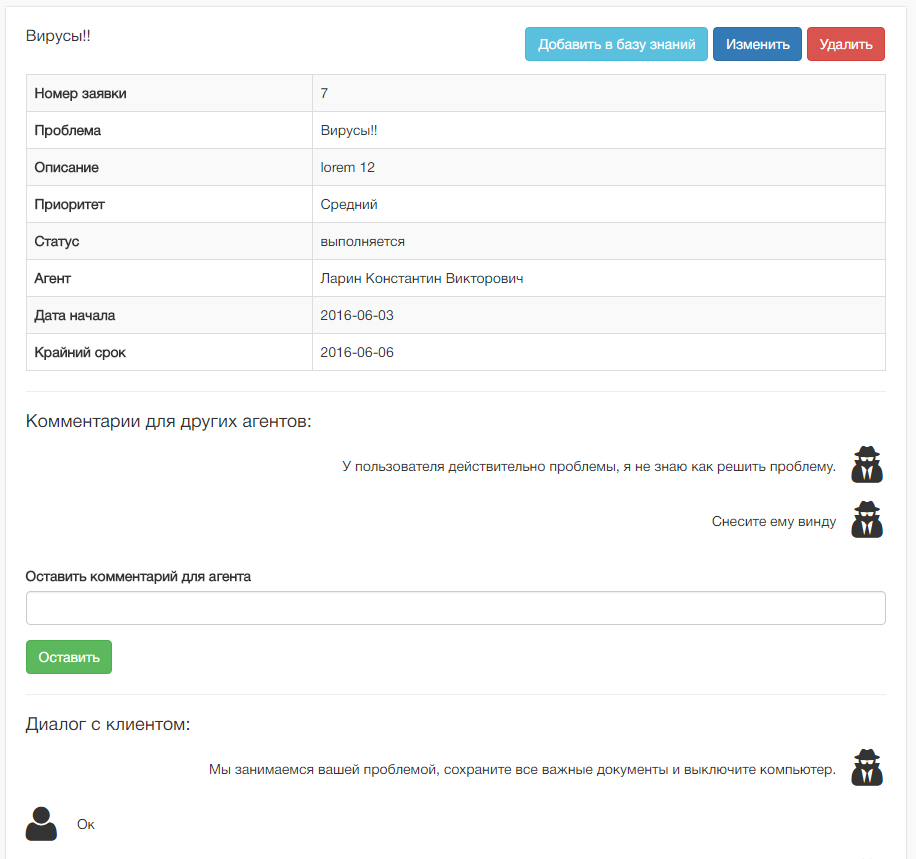 Вирусы!!
Добавить в базу знаний Изменить Удалить
Номер заявки 7
Проблема Вирусы!!
Описание lorem 12
Приоритет Средний
Статус выполняется
Агент Ларин Константин Викторович
Дата начала 2016-06-03
Крайний срок 2016-06-06
Комментарии для других агентов:
У пользователя действительно проблемы, я не знаю как решить проблему.
Снесите ему винду
Оставить комментарий для агента
Оставить
Диалог с клиентом:
Мы занимаемся вашей проблемой, сохраните все важные документы и выключите компьютер.
Ок